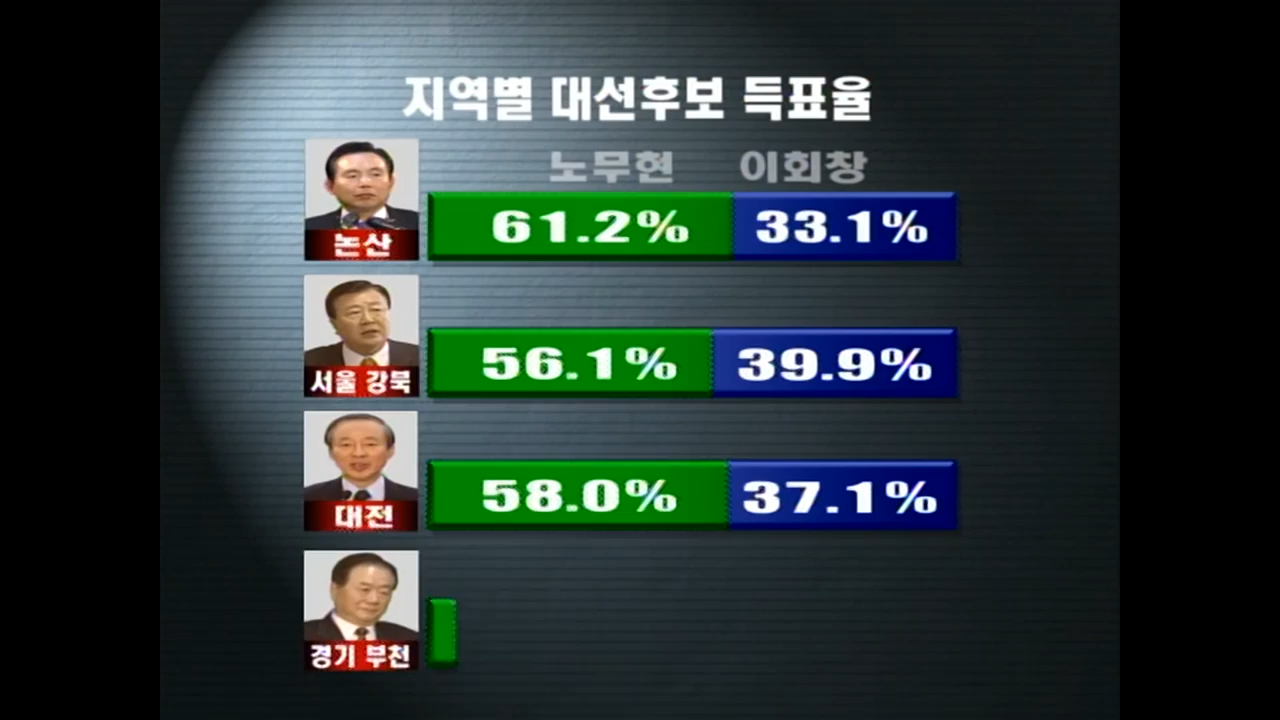 지역별 대선후보 득표율
노무현 이회창
논산 61.2% 33.1%
서울 강북 56.1% 39.9%
대전 58.0% 37.1%
경기 부천